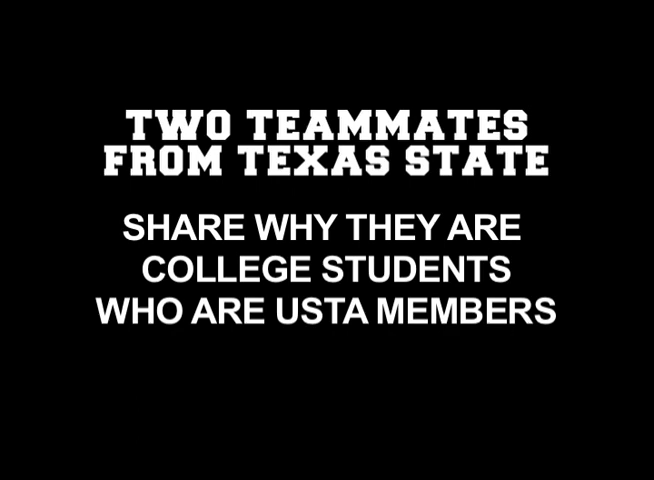 TWO TEAMMATES
FROM TEXAS STATE
SHARE WHY THEY ARE
COLLEGE STUDENTS
WHO ARE USTA MEMBERS